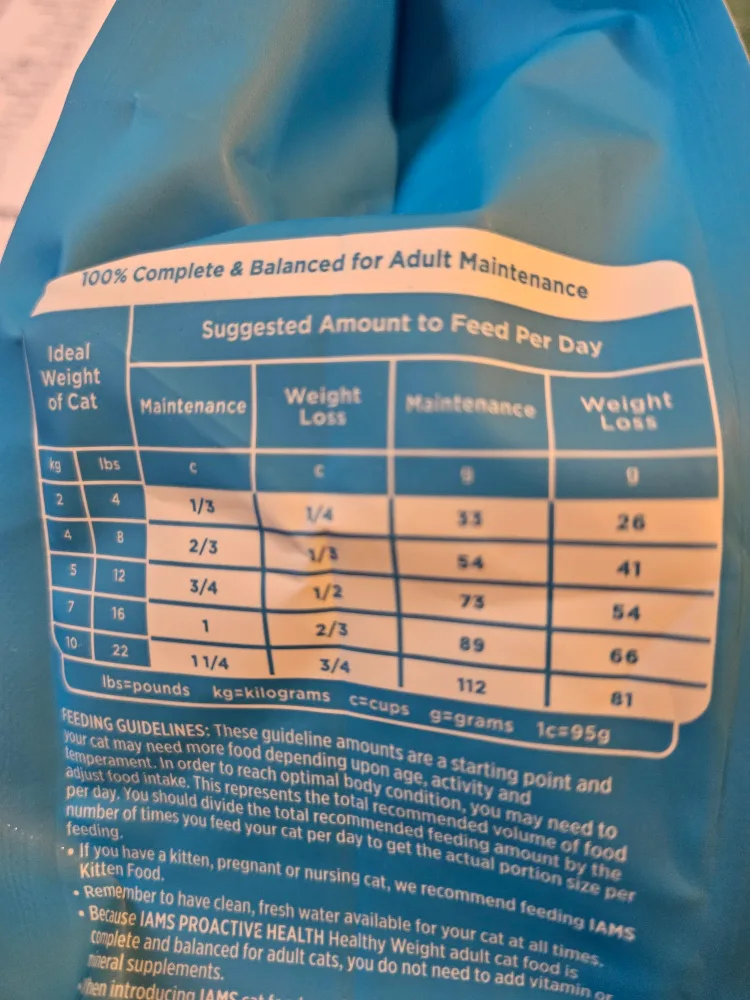 100% Complete & Balanced for Adult Maintenance
Suggested Amount to Feed Per Day
Ideal
Weight
of Cat
Maintenance
Weight
Loss
Maintenance
Weight
Loss
kg lbs c c g g
2 4 1/3 1/4 33 26
4 8 2/3 1/3 54 41
5 12 3/4 1/2 73 54
7 16 1 2/3 89 66
10 22 1 1/4 3/4 112 81
lbs=pounds kg=kilograms c=cups g=grams 1c=95g
FEEDING GUIDELINES: These guideline amounts are a starting point and
your cat may need more food depending upon age, activity and
temperament. In order to reach optimal body condition, you may need to
adjust food intake. This represents the total recommended volume of food
per day. You should divide the total recommended feeding amount by the
number of times you feed your cat per day to get the actual portion size per
feeding.
• If you have a kitten, pregnant or nursing cat, we recommend feeding IAMS
Kitten Food.
• Remember to have clean, fresh water available for your cat at all times.
• Because IAMS PROACTIVE HEALTH Healthy Weight adult cat food is
complete and balanced for adult cats, you do not need to add vitamin or
mineral supplements.
When introducing IAMS cat